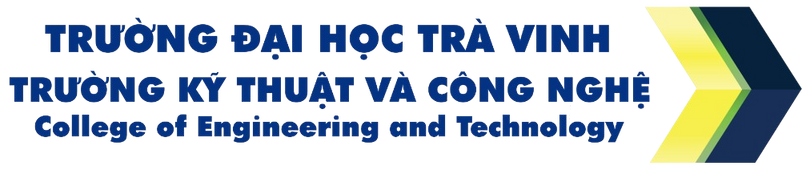 TRƯỜNG ĐẠI HỌC TRÀ VINH
TRƯỜNG KỸ THUẬT VÀ CÔNG NGHỆ
College of Engineering and Technology